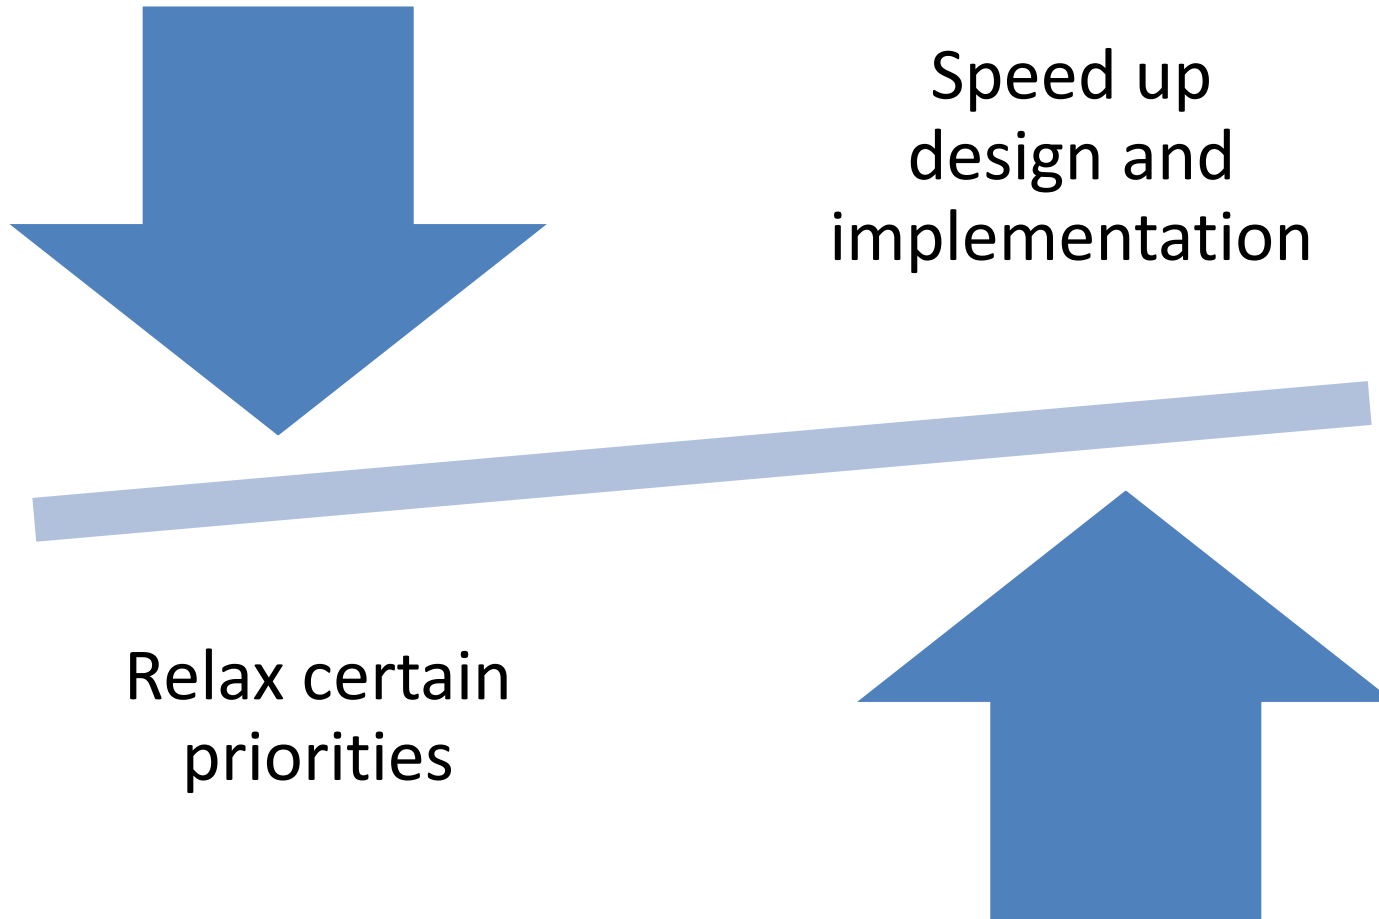 Speed up
design and
implementation
Relax certain
priorities